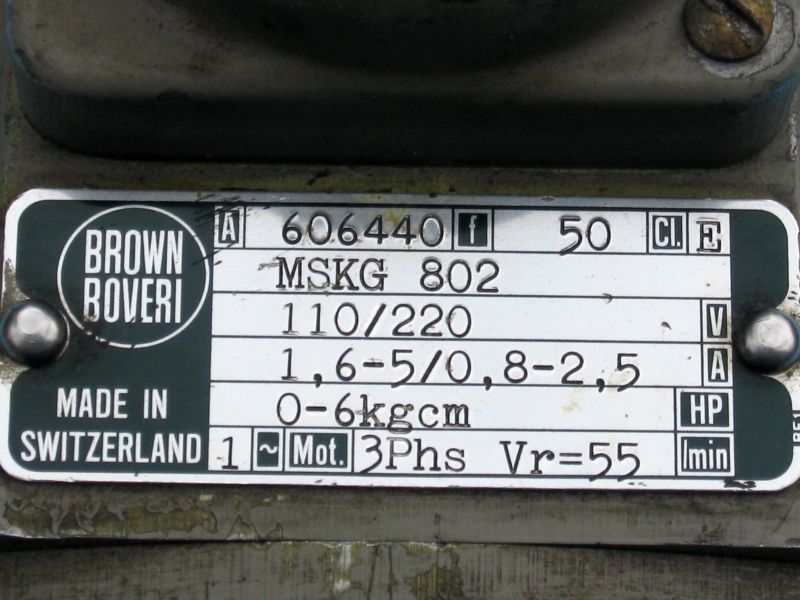 BROWN
BOVERI
MADE IN
SWITZERLAND
A 606440 f 50 Cl. E
MSKG 802
110/220 V
1,6-5/0,8-2,5 A
0-6kgcm HP
1 ~ Mot. 3Phs Vr=55 /min